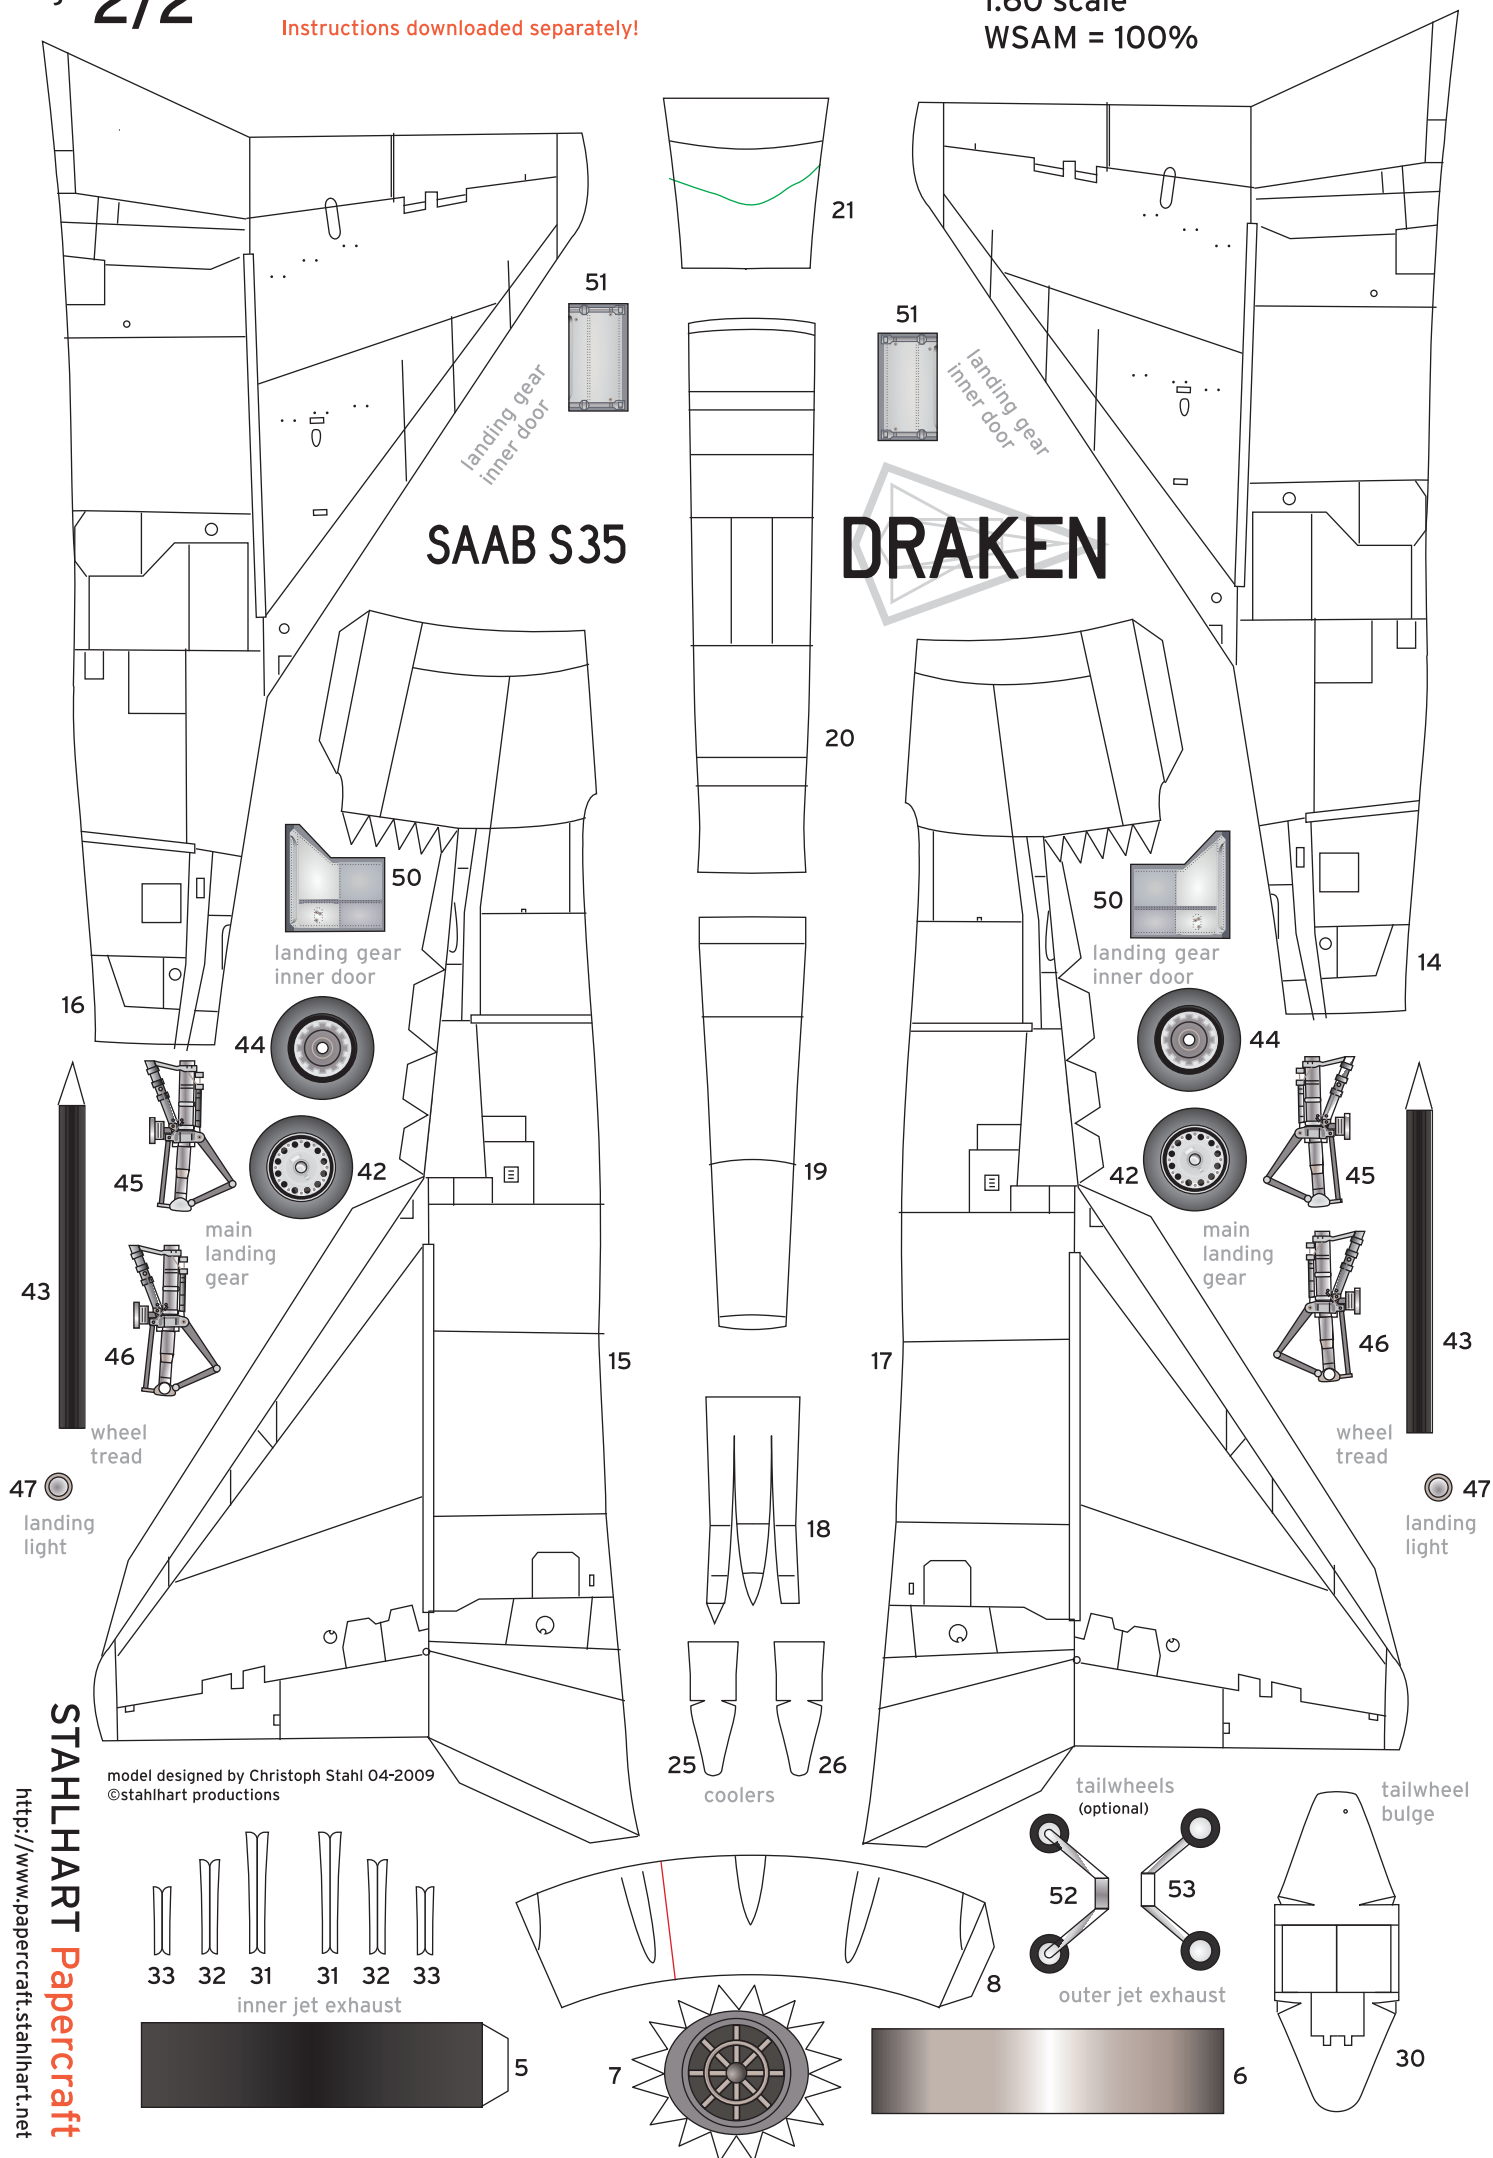 2/2
Instructions downloaded separately!
1:60 scale
WSAM = 100%
21
51
landing gear
inner door
51
landing gear
inner door
SAAB S35
DRAKEN
20
50
landing gear
inner door
50
landing gear
inner door
16
14
44
44
45
42
main
landing
gear
19
42
45
main
landing
gear
43
46
15
17
46
43
wheel
tread
wheel
tread
47
landing
light
18
47
landing
light
25
26
coolers
model designed by Christoph Stahl 04-2009
©stahlhart productions
tailwheels
(optional)
tailwheel
bulge
52
53
33
32
31
31
32
33
inner jet exhaust
8
outer jet exhaust
5
7
6
30
STAHLHART Papercraft
http://www.papercraft.stahlhart.net